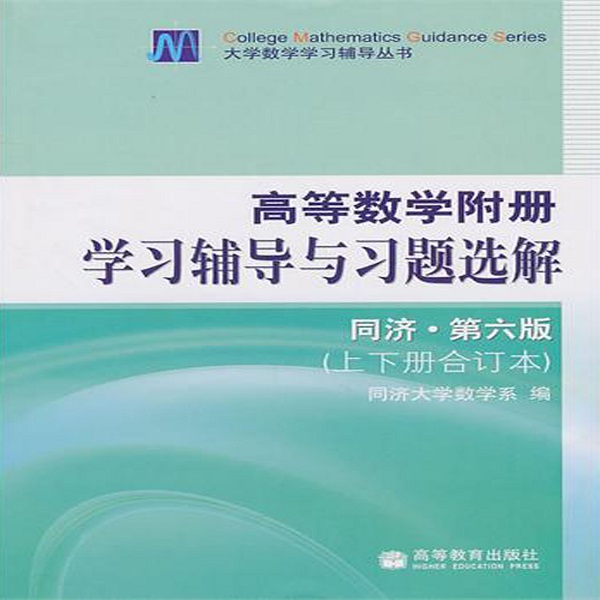 College Mathematics Guidance Series
大学数学学习辅导丛书
高等数学附册
学习辅导与习题选解
同济·第六版
(上下册合订本)
同济大学数学系 编
高等教育出版社
HIGHER EDUCATION PRESS